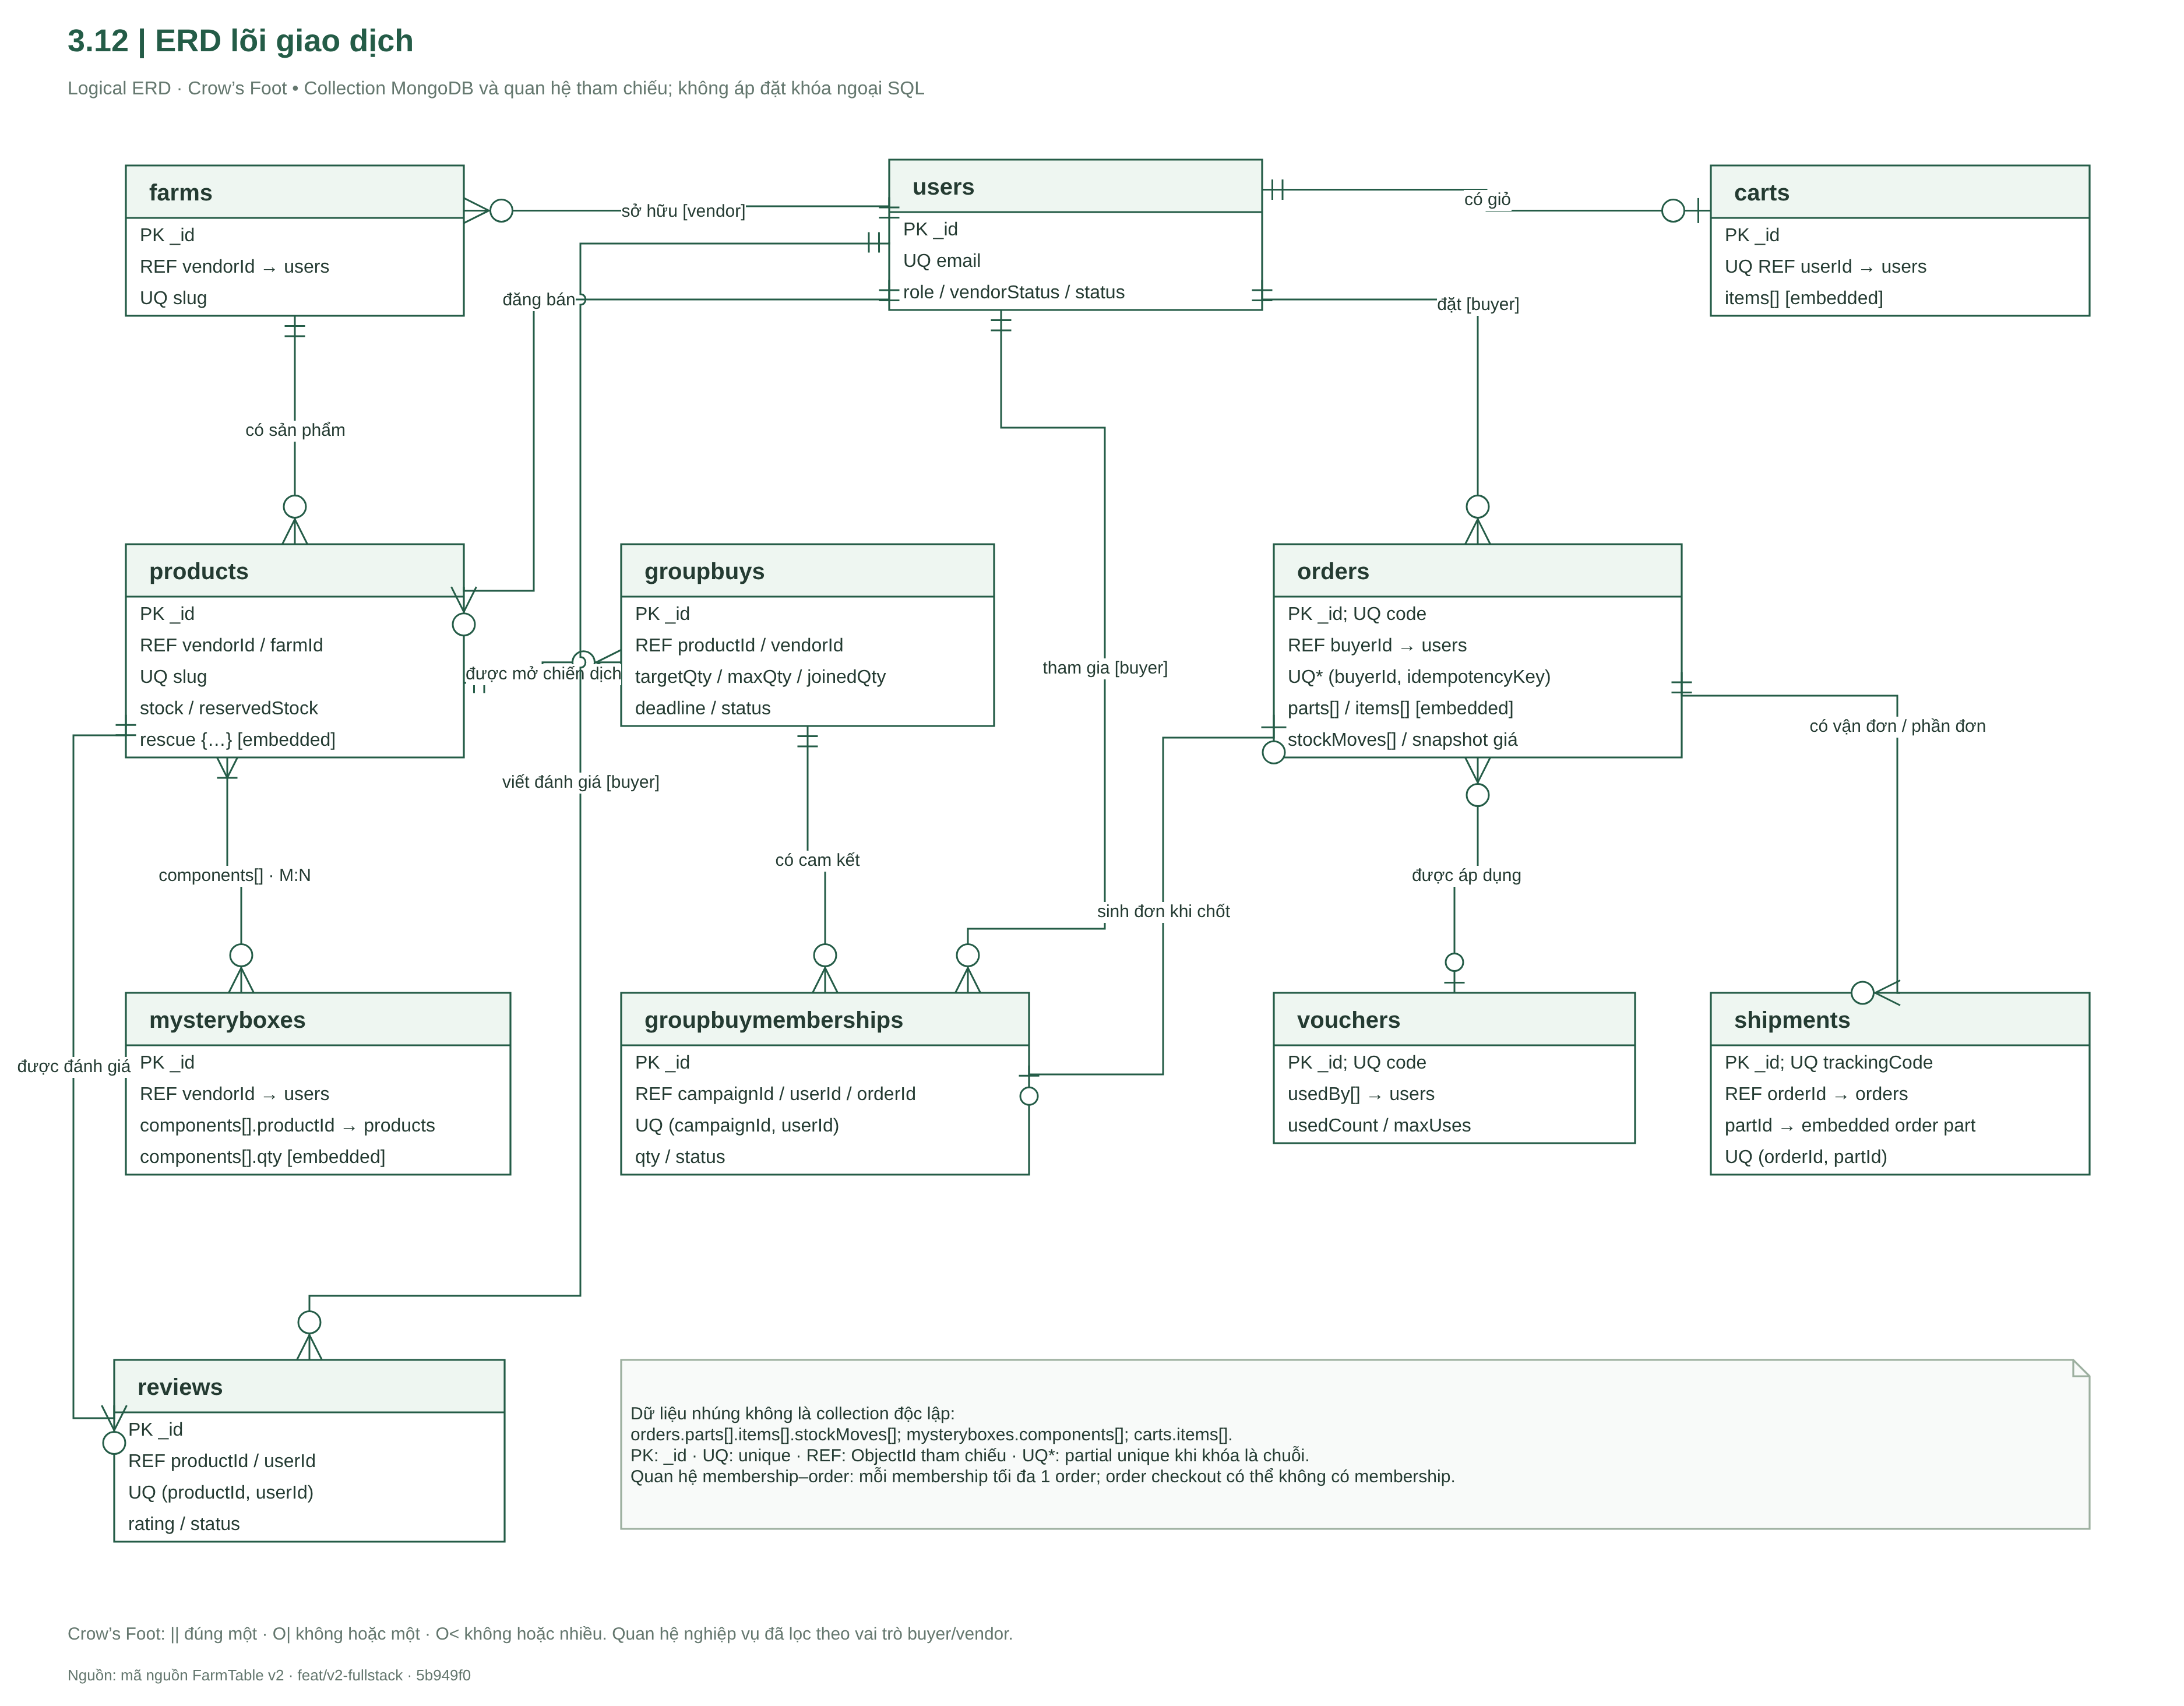 3.12 | ERD lõi giao dịch
Logical ERD · Crow’s Foot • Collection MongoDB và quan hệ tham chiếu; không áp đặt khóa ngoại SQL
farms
PK _id
REF vendorId → users
UQ slug
sở hữu [vendor]
users
PK _id
UQ email
role / vendorStatus / status
có giỏ
carts
PK _id
UQ REF userId → users
items[] [embedded]
đăng bán
đặt [buyer]
có sản phẩm
products
PK _id
REF vendorId / farmId
UQ slug
stock / reservedStock
rescue {…} [embedded]
được mở chiến dịch
groupbuys
PK _id
REF productId / vendorId
targetQty / maxQty / joinedQty
deadline / status
tham gia [buyer]
orders
PK _id; UQ code
REF buyerId → users
UQ* (buyerId, idempotencyKey)
parts[] / items[] [embedded]
stockMoves[] / snapshot giá
có vận đơn / phần đơn
viết đánh giá [buyer]
components[] · M:N
có cam kết
sinh đơn khi chốt
được áp dụng
được đánh giá
mysteryboxes
PK _id
REF vendorId → users
components[].productId → products
components[].qty [embedded]
groupbuymemberships
PK _id
REF campaignId / userId / orderId
UQ (campaignId, userId)
qty / status
vouchers
PK _id; UQ code
usedBy[] → users
usedCount / maxUses
shipments
PK _id; UQ trackingCode
REF orderId → orders
partId → embedded order part
UQ (orderId, partId)
reviews
PK _id
REF productId / userId
UQ (productId, userId)
rating / status
Dữ liệu nhúng không là collection độc lập:
orders.parts[].items[].stockMoves[]; mysteryboxes.components[]; carts.items[].
PK: _id · UQ: unique · REF: ObjectId tham chiếu · UQ*: partial unique khi khóa là chuỗi.
Quan hệ membership–order: mỗi membership tối đa 1 order; order checkout có thể không có membership.
Crow’s Foot: || đúng một · O| không hoặc một · O< không hoặc nhiều. Quan hệ nghiệp vụ đã lọc theo vai trò buyer/vendor.
Nguồn: mã nguồn FarmTable v2 · feat/v2-fullstack · 5b949f0